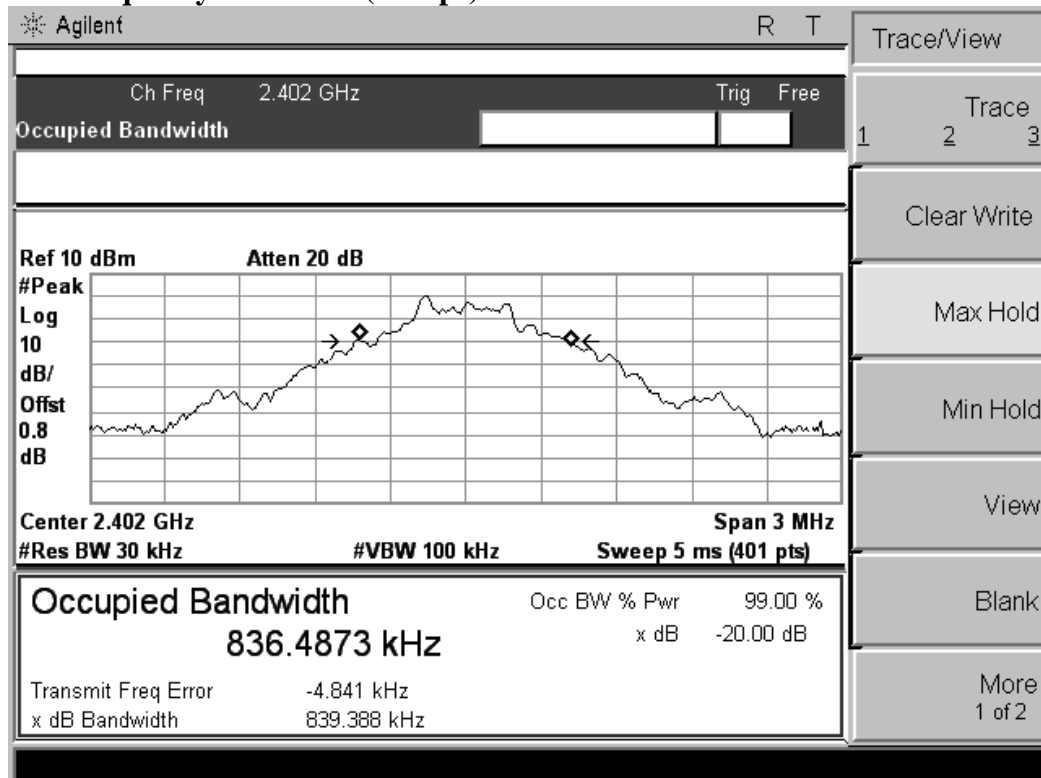 Agilent R T
Trace/View
Ch Freq 2.402 GHz Trig Free
Occupied Bandwidth
Trace
1 2 3
Clear Write
Ref 10 dBm Atten 20 dB
#Peak
Log
10
dB/
Offst
0.8
dB
Max Hold
Min Hold
View
Center 2.402 GHz Span 3 MHz
#Res BW 30 kHz #VBW 100 kHz Sweep 5 ms (401 pts)
Occupied Bandwidth Occ BW % Pwr 99.00 %
836.4873 kHz x dB -20.00 dB
Transmit Freq Error -4.841 kHz
x dB Bandwidth 839.388 kHz
Blank
More
1 of 2